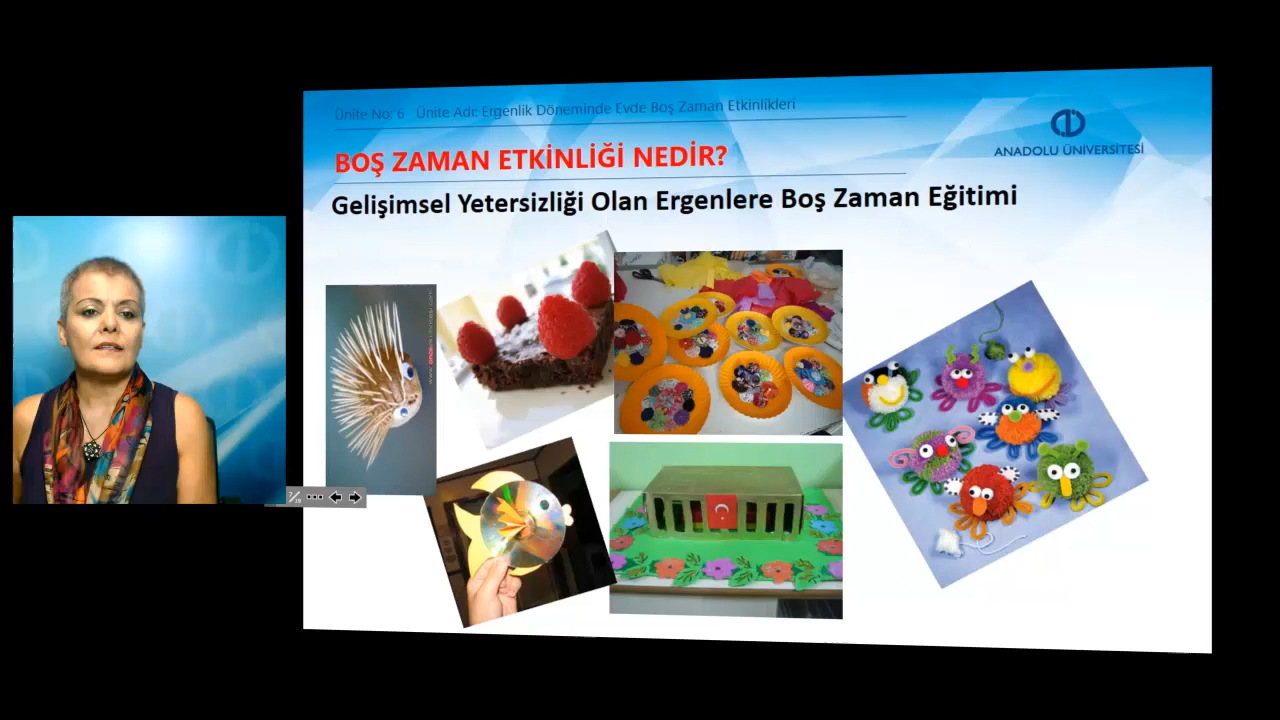 Ünite No: 6 Ünite Adı: Ergenlik Döneminde Evde Boş Zaman Etkinlikleri
ANADOLU ÜNİVERSİTESİ
BOŞ ZAMAN ETKİNLİĞİ NEDİR?
Gelişimsel Yetersizliği Olan Ergenlere Boş Zaman Eğitimi